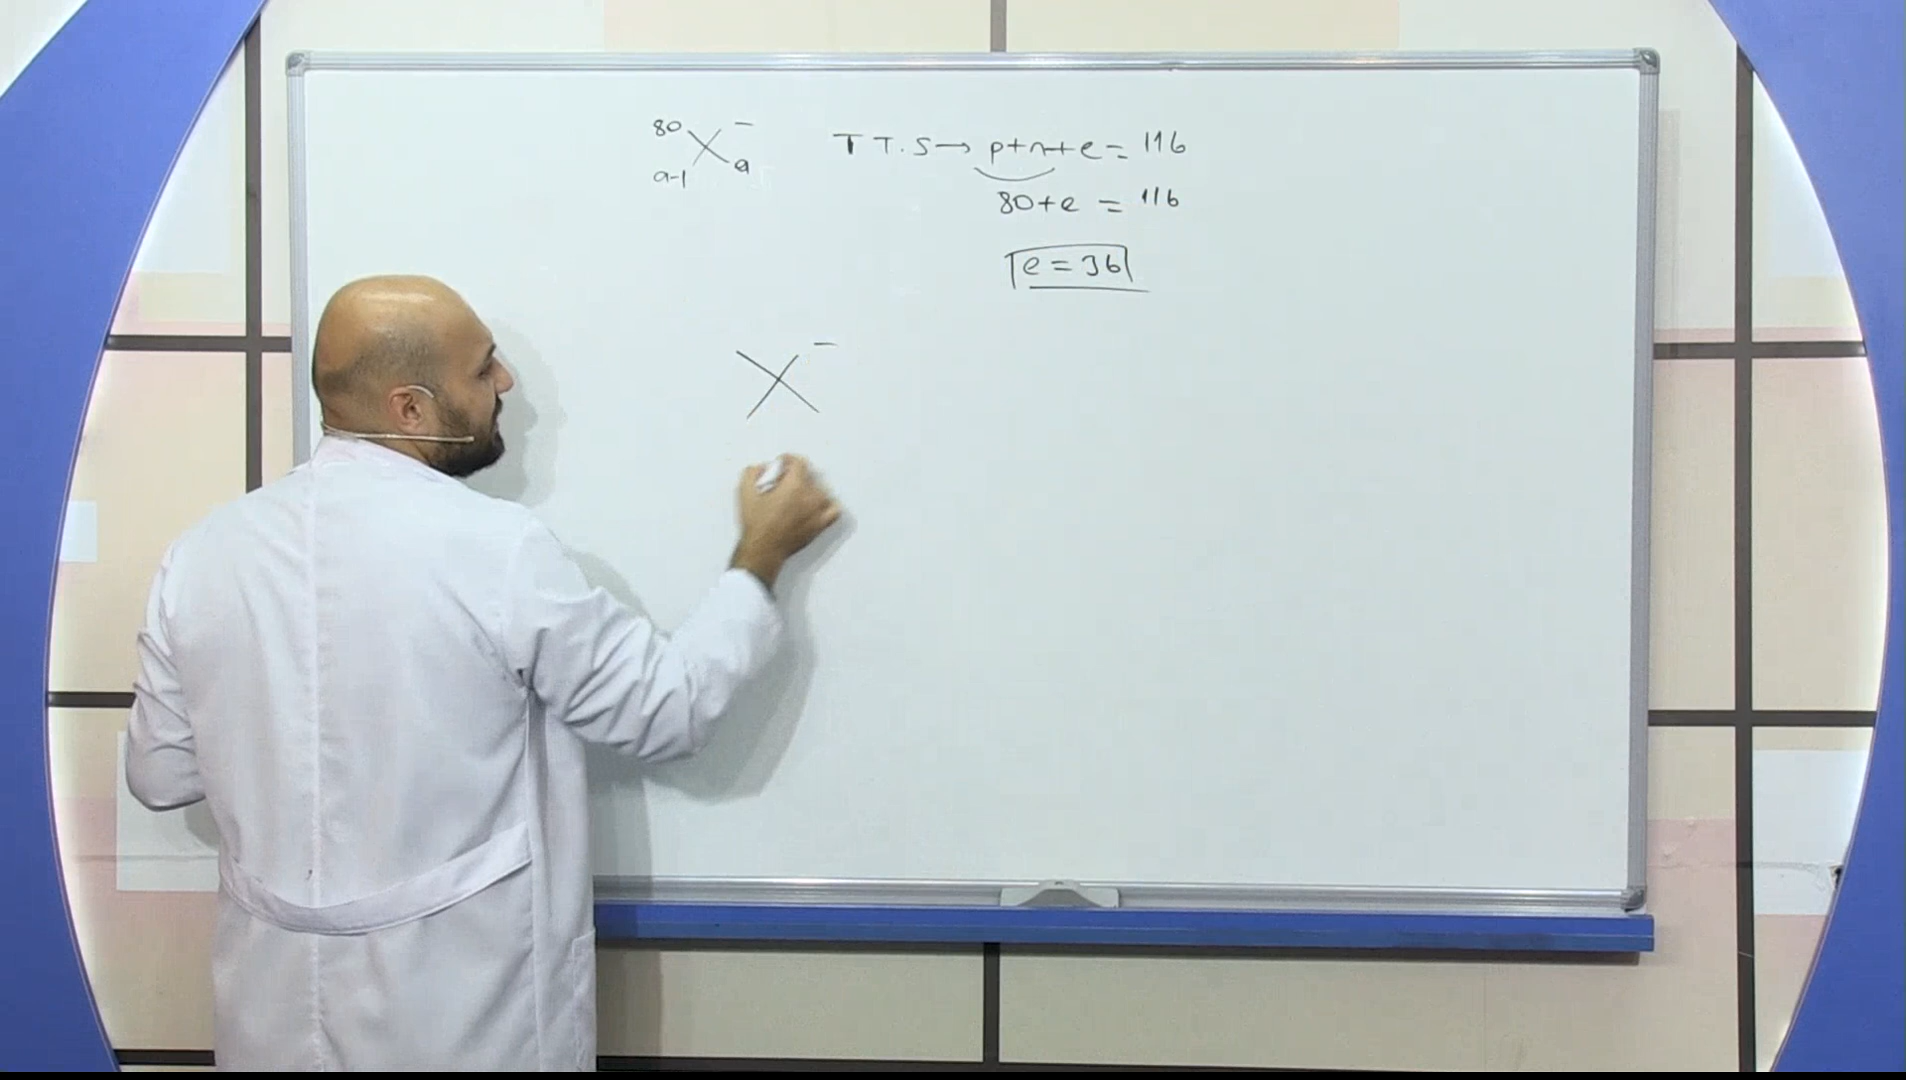 80 X - T T. S → p+n+e = 116
a-1 a
80+e = 116
e = 36
X -